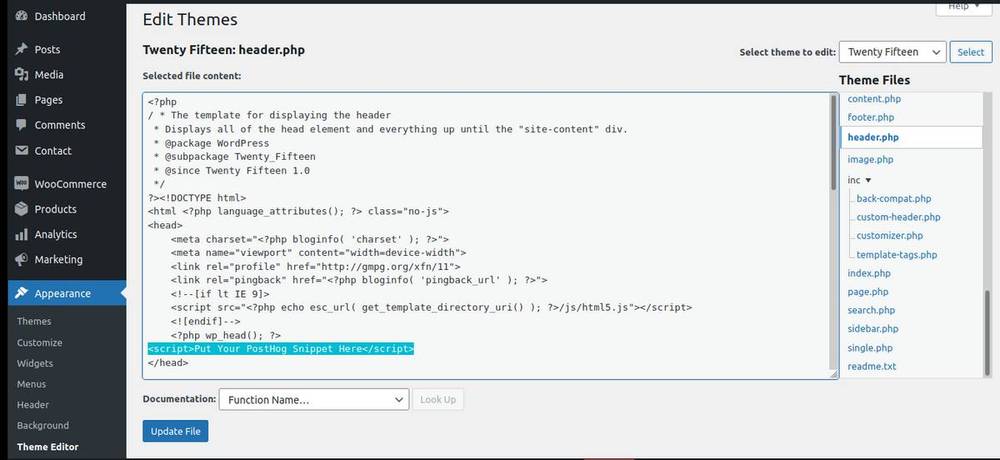 Dashboard
Posts
Media
Pages
Comments
Contact
WooCommerce
Products
Analytics
Marketing
Appearance
Themes
Customize
Widgets
Menus
Header
Background
Theme Editor
Help
Edit Themes
Twenty Fifteen: header.php
Select theme to edit: Twenty Fifteen Select
Selected file content:
<?php
/ * The template for displaying the header
* Displays all of the head element and everything up until the "site-content" div.
* @package WordPress
* @subpackage Twenty_Fifteen
* @since Twenty Fifteen 1.0
*/
?><!DOCTYPE html>
<html <?php language_attributes(); ?> class="no-js">
<head>
<meta charset="<?php bloginfo( 'charset' ); ?>">
<meta name="viewport" content="width=device-width">
<link rel="profile" href="http://gmpg.org/xfn/11">
<link rel="pingback" href="<?php bloginfo( 'pingback_url' ); ?>">
<!--[if lt IE 9]>
<script src="<?php echo esc_url( get_template_directory_uri() ); ?>/js/html5.js"></script>
<![endif]-->
<?php wp_head(); ?>
<script>Put Your PostHog Snippet Here</script>
</head>
Theme Files
content.php
footer.php
header.php
image.php
inc
back-compat.php
custom-header.php
customizer.php
template-tags.php
index.php
page.php
search.php
sidebar.php
single.php
readme.txt
Documentation: Function Name... Look Up
Update File